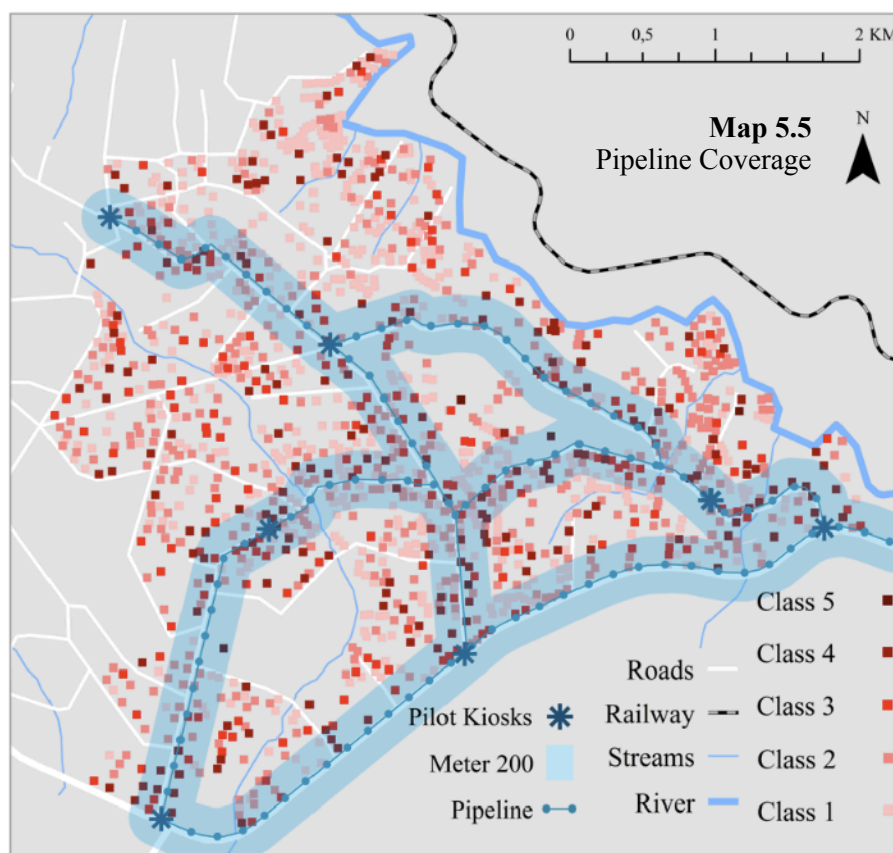 0 0,5 1 2 KM
Map 5.5
Pipeline Coverage
N
Class 5
Class 4
Roads
Class 3
Pilot Kiosks
Railway
Meter 200
Streams
Class 2
Pipeline
River
Class 1